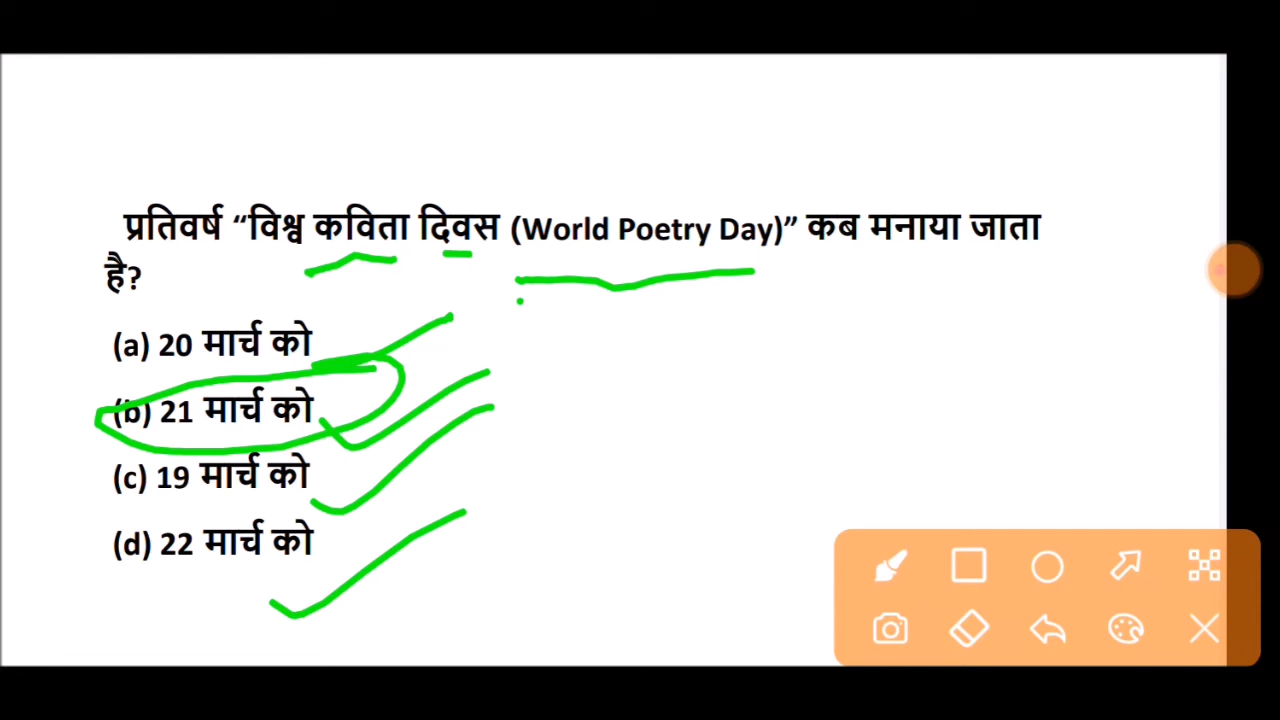 प्रतिवर्ष “विश्व कविता दिवस (World Poetry Day)” कब मनाया जाता
है?
(a) 20 मार्च को
(b) 21 मार्च को
(c) 19 मार्च को
(d) 22 मार्च को